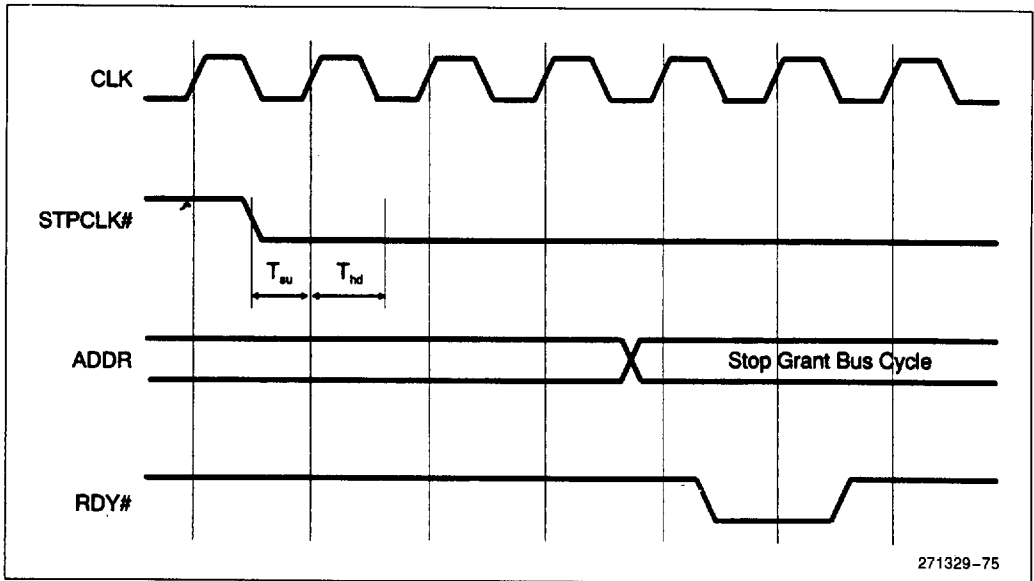 CLK
STPCLK#
Tsu Thd
ADDR Stop Grant Bus Cycle
RDY#
271329-75